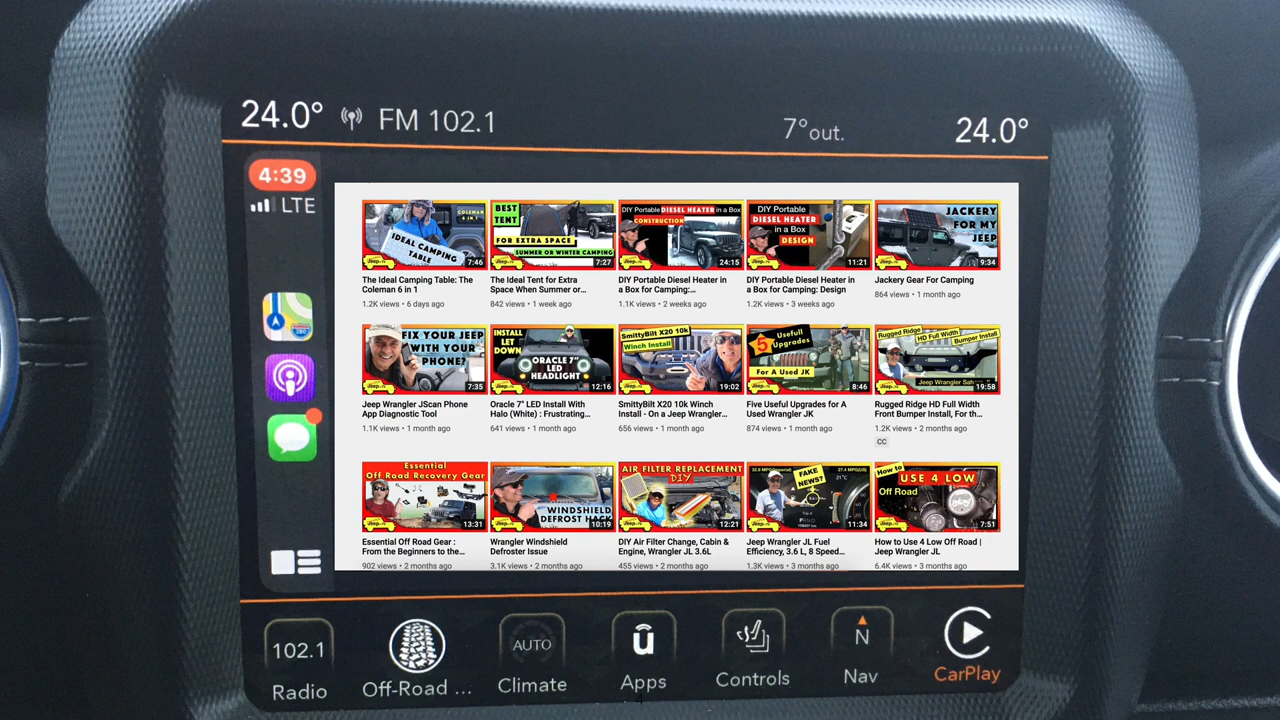 24.0° FM 102.1 7°out. 24.0°
4:39
LTE
COLEMAN
6 IN 1
IDEAL CAMPING
TABLE
7:46
BEST
TENT
FOR EXTRA SPACE
SUMMER OR WINTER CAMPING
7:27
DIY Portable DIESEL HEATER in a Box
CONSTRUCTION
24:15
DIY Portable
DIESEL HEATER
in a Box
DESIGN
11:21
JACKERY
FOR MY
JEEP
9:34
The Ideal Camping Table: The
Coleman 6 in 1
1.2K views • 6 days ago
The Ideal Tent for Extra
Space When Summer or...
842 views • 1 week ago
DIY Portable Diesel Heater in
a Box for Camping:...
1.1K views • 2 weeks ago
DIY Portable Diesel Heater in
a Box for Camping: Design
1.2K views • 3 weeks ago
Jackery Gear For Camping
864 views • 1 month ago
FIX YOUR JEEP
WITH YOUR
PHONE?
7:35
INSTALL
LET
DOWN
ORACLE 7"
LED
HEADLIGHT
12:16
SmittyBilt X20 10k
Winch Install
19:02
5 Usefull
Upgrades
For A Used JK
8:46
Rugged Ridge
HD Full Width
Bumper Install
19:58
Jeep Wrangler JScan Phone
App Diagnostic Tool
1.1K views • 1 month ago
Oracle 7" LED Install With
Halo (White) : Frustrating...
641 views • 1 month ago
SmittyBilt X20 10k Winch
Install - On a Jeep Wrangler...
656 views • 1 month ago
Five Useful Upgrades for A
Used Wrangler JK
874 views • 1 month ago
Rugged Ridge HD Full Width
Front Bumper Install, For th...
1.2K views • 2 months ago
CC
Essential
Off Road Recovery Gear
13:31
WINDSHIELD
DEFROST HACK
10:19
AIR FILTER REPLACEMENT
DIY
12:21
FAKE
NEWS?
11:34
How to
USE 4 LOW
Off Road
7:51
Essential Off Road Gear :
From the Beginners to the...
902 views • 2 months ago
Wrangler Windshield
Defroster Issue
3.1K views • 2 months ago
DIY Air Filter Change, Cabin &
Engine, Wrangler JL 3.6L
455 views • 2 months ago
Jeep Wrangler JL Fuel
Efficiency, 3.6 L, 8 Speed...
1.3K views • 3 months ago
How to Use 4 Low Off Road |
Jeep Wrangler JL
6.4K views • 3 months ago
102.1 AUTO û N
Radio Off-Road ... Climate Apps Controls Nav CarPlay